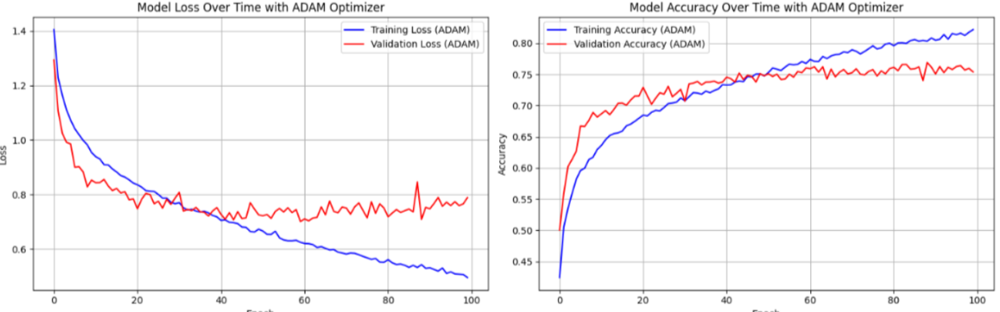 Model Loss Over Time with ADAM Optimizer
Training Loss (ADAM)
Validation Loss (ADAM)
1.4
1.2
1.0
0.8
0.6
Loss
0 20 40 60 80 100
Model Accuracy Over Time with ADAM Optimizer
Training Accuracy (ADAM)
Validation Accuracy (ADAM)
0.80
0.75
0.70
0.65
0.60
0.55
0.50
0.45
Accuracy
0 20 40 60 80 100